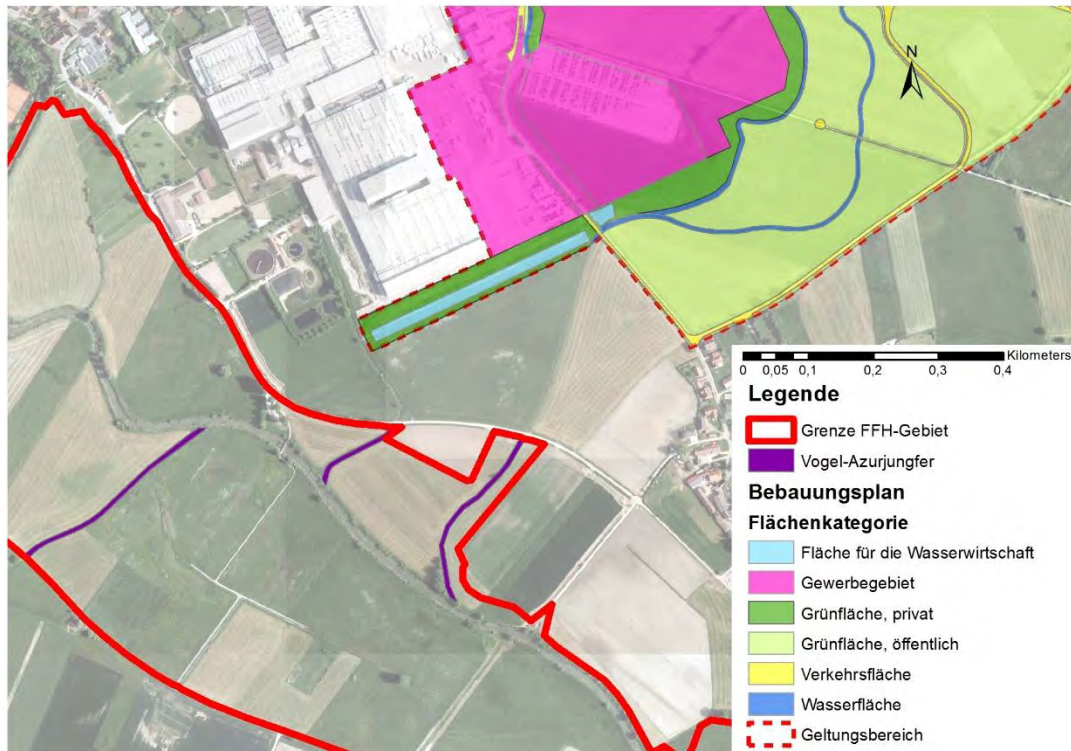 N
Kilometers
0 0,05 0,1 0,2 0,3 0,4
Legende
Grenze FFH-Gebiet
Vogel-Azurjungfer
Bebauungsplan
Flächenkategorie
Fläche für die Wasserwirtschaft
Gewerbegebiet
Grünfläche, privat
Grünfläche, öffentlich
Verkehrsfläche
Wasserfläche
Geltungsbereich